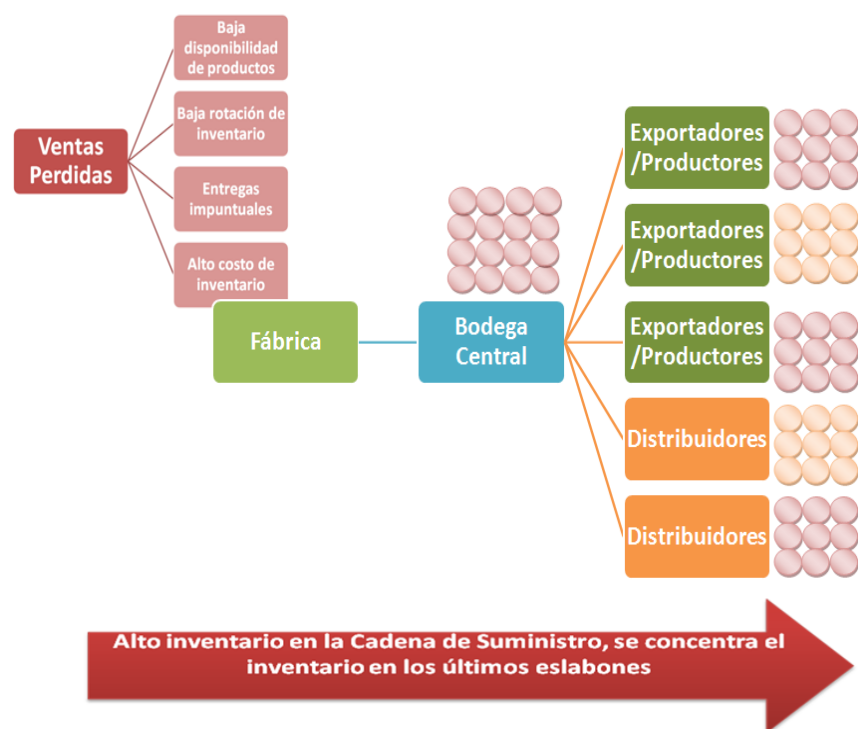 Baja
disponibilidad
de productos
Baja rotación de
inventario
Ventas
Perdidas
Entregas
impuntuales
Alto costo de
inventario
Fábrica
Bodega
Central
Exportadores
/Productores
Exportadores
/Productores
Exportadores
/Productores
Distribuidores
Distribuidores
Alto inventario en la Cadena de Suministro, se concentra el
inventario en los últimos eslabones